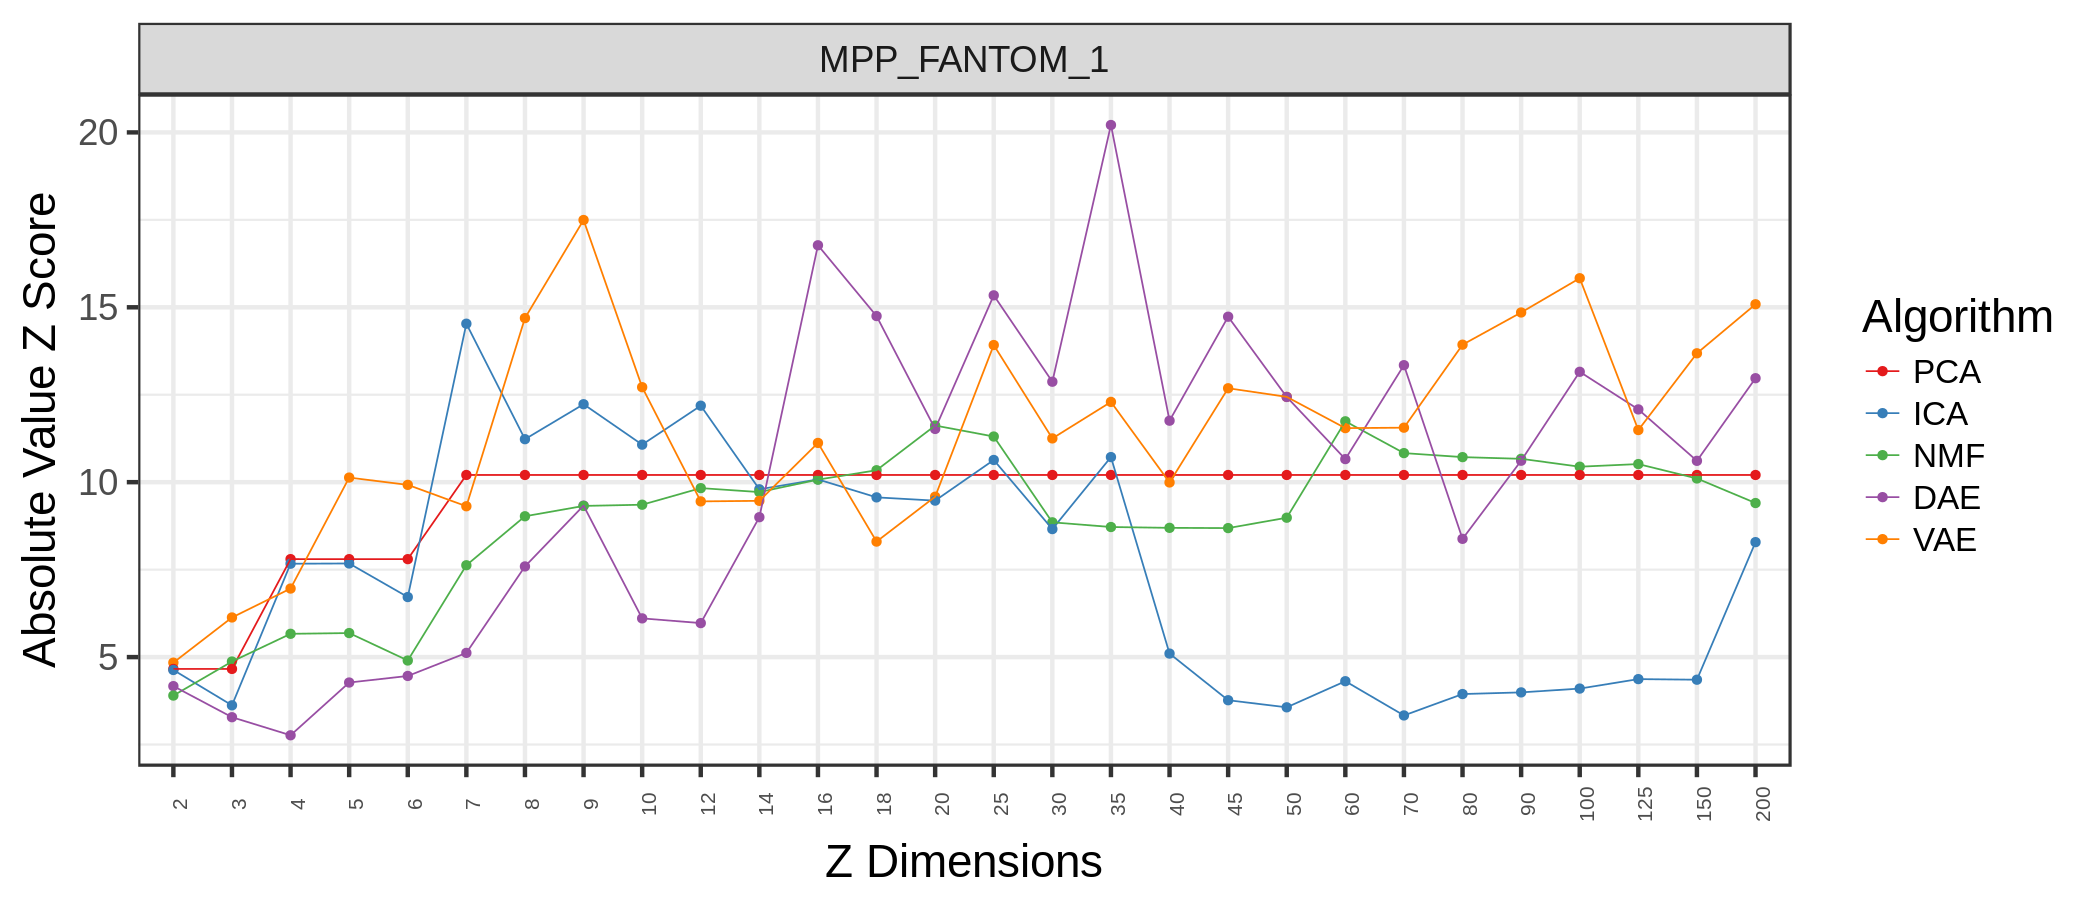 MPP_FANTOM_1
Absolute Value Z Score
20
15
10
5
2 3 4 5 6 7 8 9 10 12 14 16 18 20 25 30 35 40 45 50 60 70 80 90 100 125 150 200
Z Dimensions
Algorithm
PCA
ICA
NMF
DAE
VAE